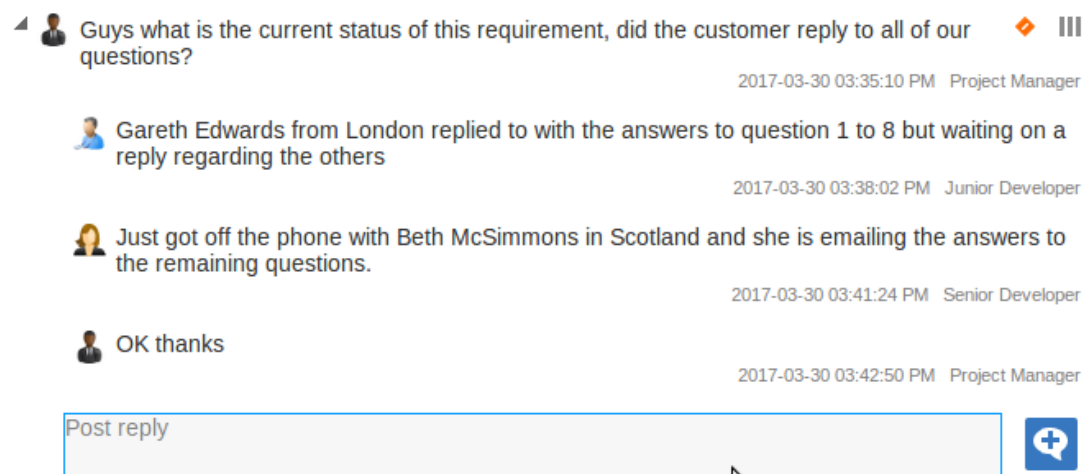 Guys what is the current status of this requirement, did the customer reply to all of our
questions?
2017-03-30 03:35:10 PM Project Manager
Gareth Edwards from London replied to with the answers to question 1 to 8 but waiting on a
reply regarding the others
2017-03-30 03:38:02 PM Junior Developer
Just got off the phone with Beth McSimmons in Scotland and she is emailing the answers to
the remaining questions.
2017-03-30 03:41:24 PM Senior Developer
OK thanks
2017-03-30 03:42:50 PM Project Manager
Post reply